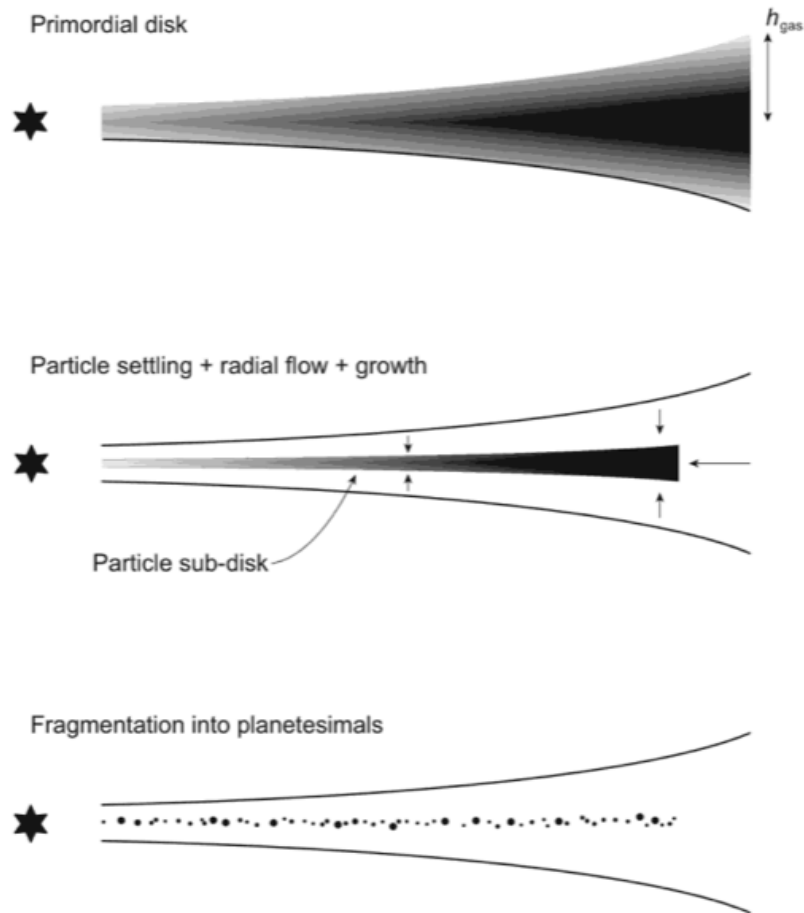 Primordial disk
h_gas
Particle settling + radial flow + growth
Particle sub-disk
Fragmentation into planetesimals